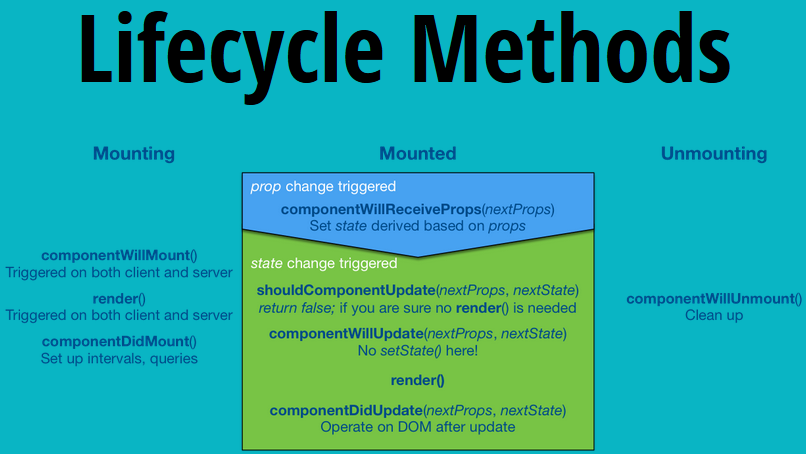 Lifecycle Methods
Mounting
componentWillMount()
Triggered on both client and server
render()
Triggered on both client and server
componentDidMount()
Set up intervals, queries
Mounted
prop change triggered
componentWillReceiveProps(nextProps)
Set state derived based on props
state change triggered
shouldComponentUpdate(nextProps, nextState)
return false; if you are sure no render() is needed
componentWillUpdate(nextProps, nextState)
No setState() here!
render()
componentDidUpdate(nextProps, nextState)
Operate on DOM after update
Unmounting
componentWillUnmount()
Clean up